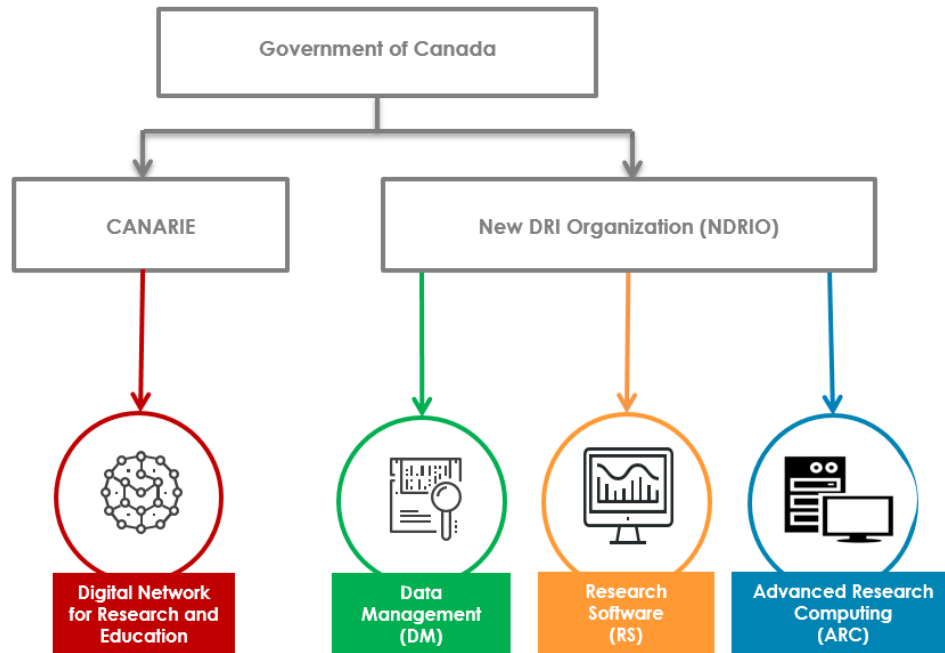 Government of Canada
CANARIE
New DRI Organization (NDRIO)
Digital Network
for Research and
Education
Data
Management
(DM)
Research
Software
(RS)
Advanced Research
Computing
(ARC)